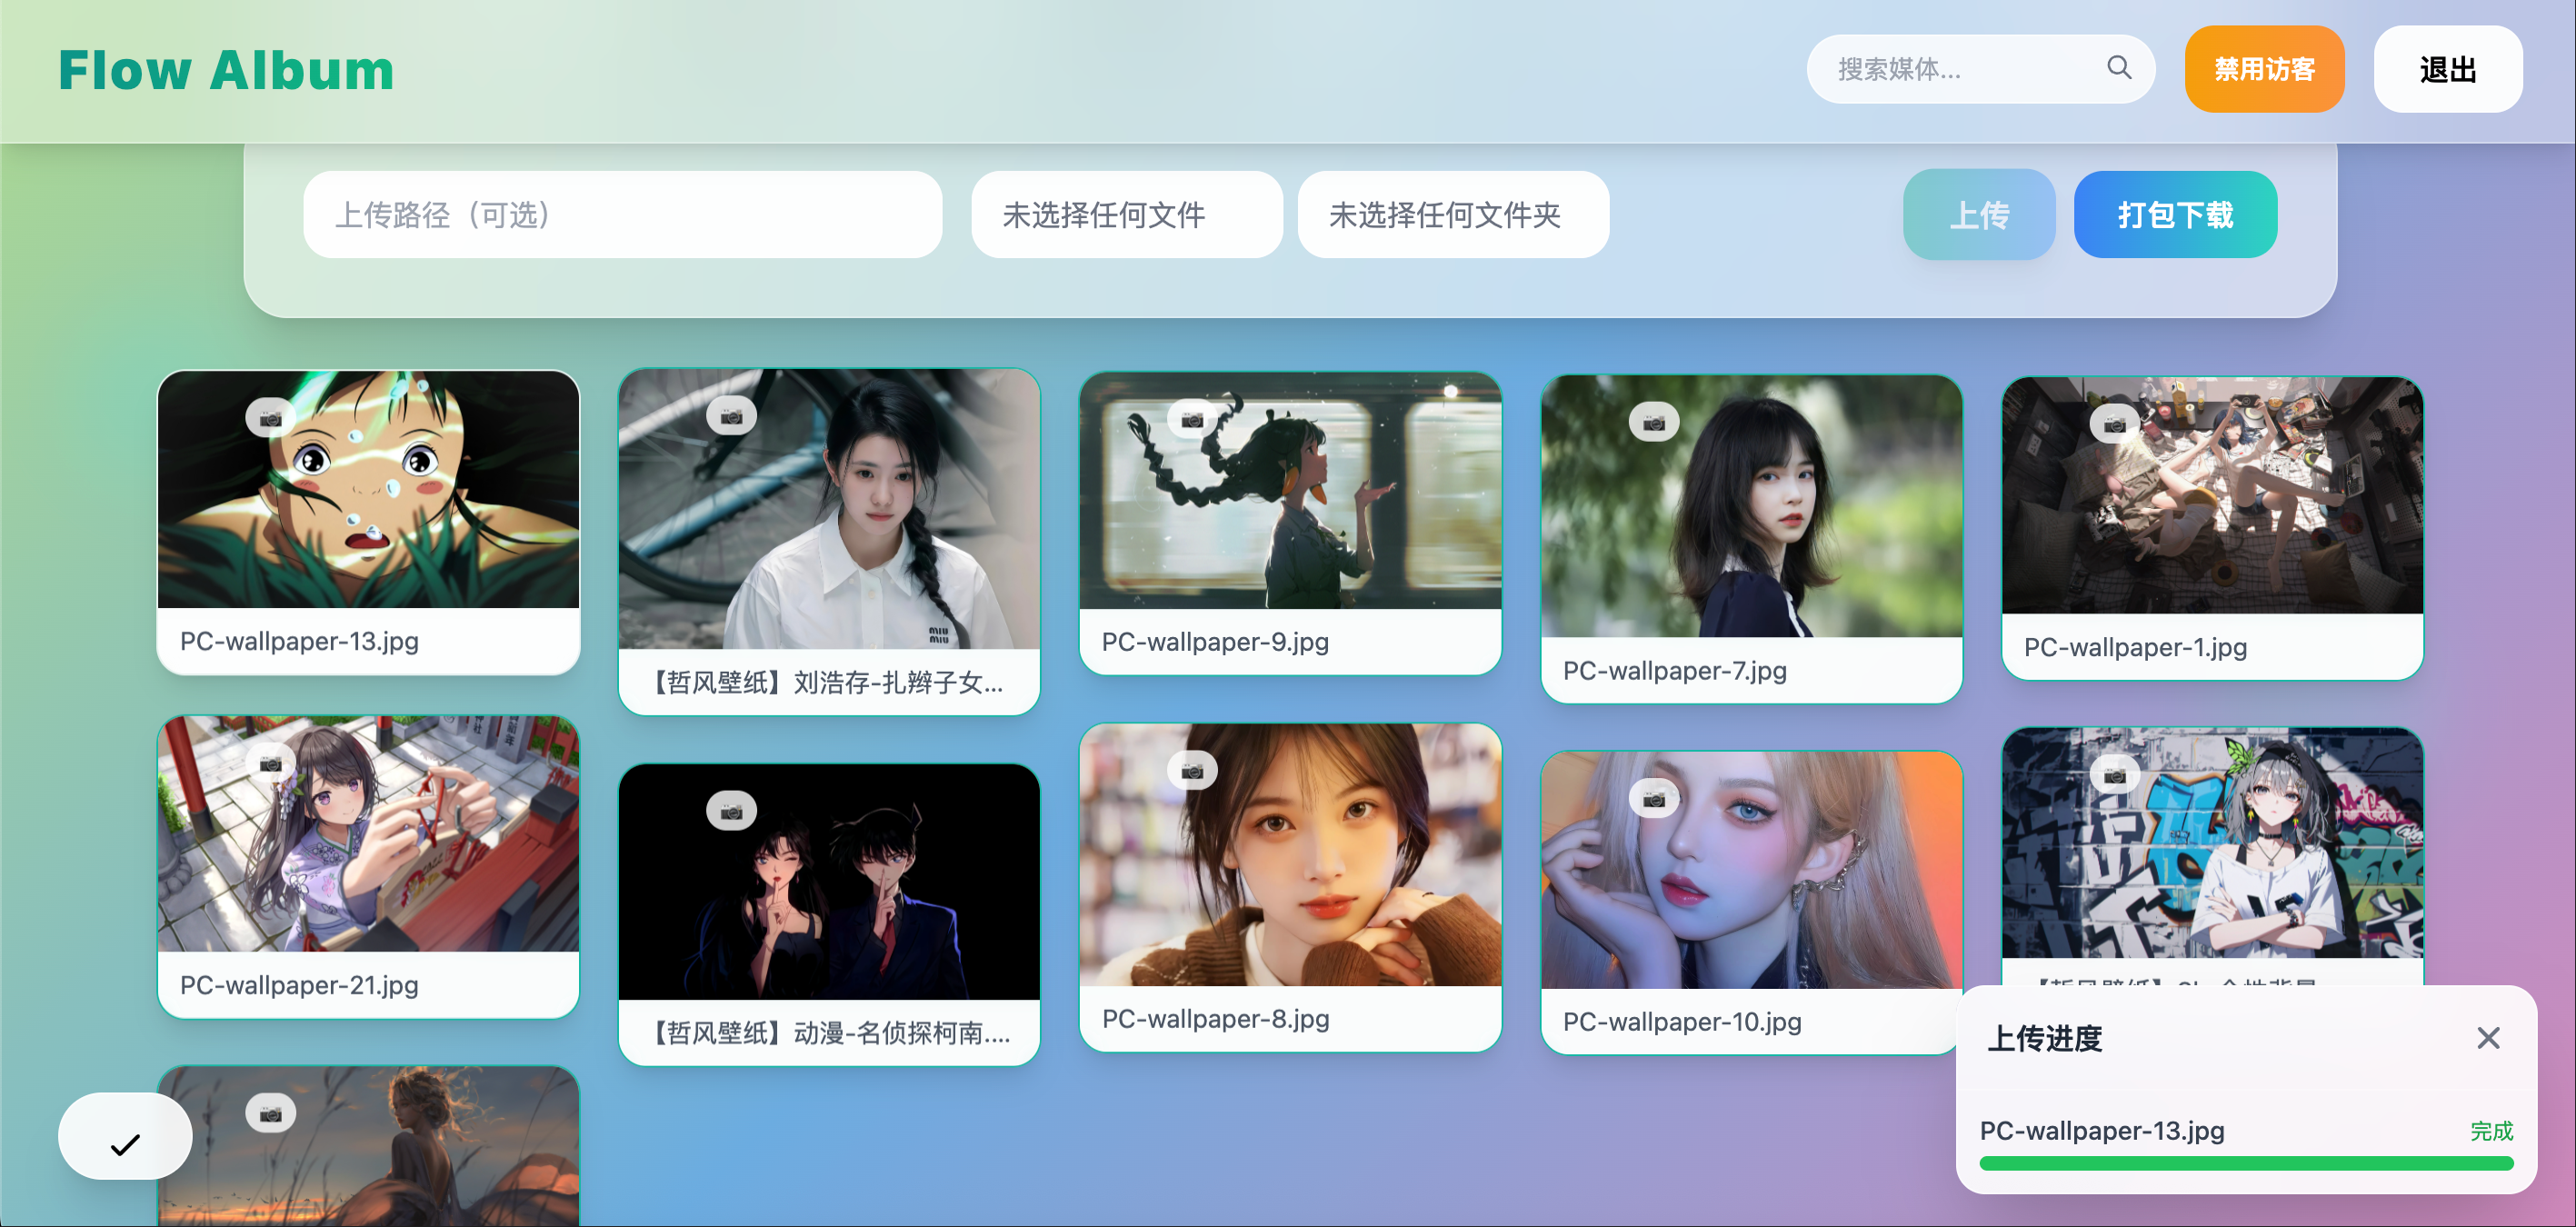 Flow Album
搜索媒体...
禁用访客
退出
上传路径（可选）
未选择任何文件
未选择任何文件夹
上传
打包下载
PC-wallpaper-13.jpg
miu
miu
【哲风壁纸】刘浩存-扎辫子女...
PC-wallpaper-9.jpg
PC-wallpaper-7.jpg
PC-wallpaper-1.jpg
PC-wallpaper-21.jpg
【哲风壁纸】动漫-名侦探柯南....
PC-wallpaper-8.jpg
PC-wallpaper-10.jpg
上传进度
PC-wallpaper-13.jpg
完成